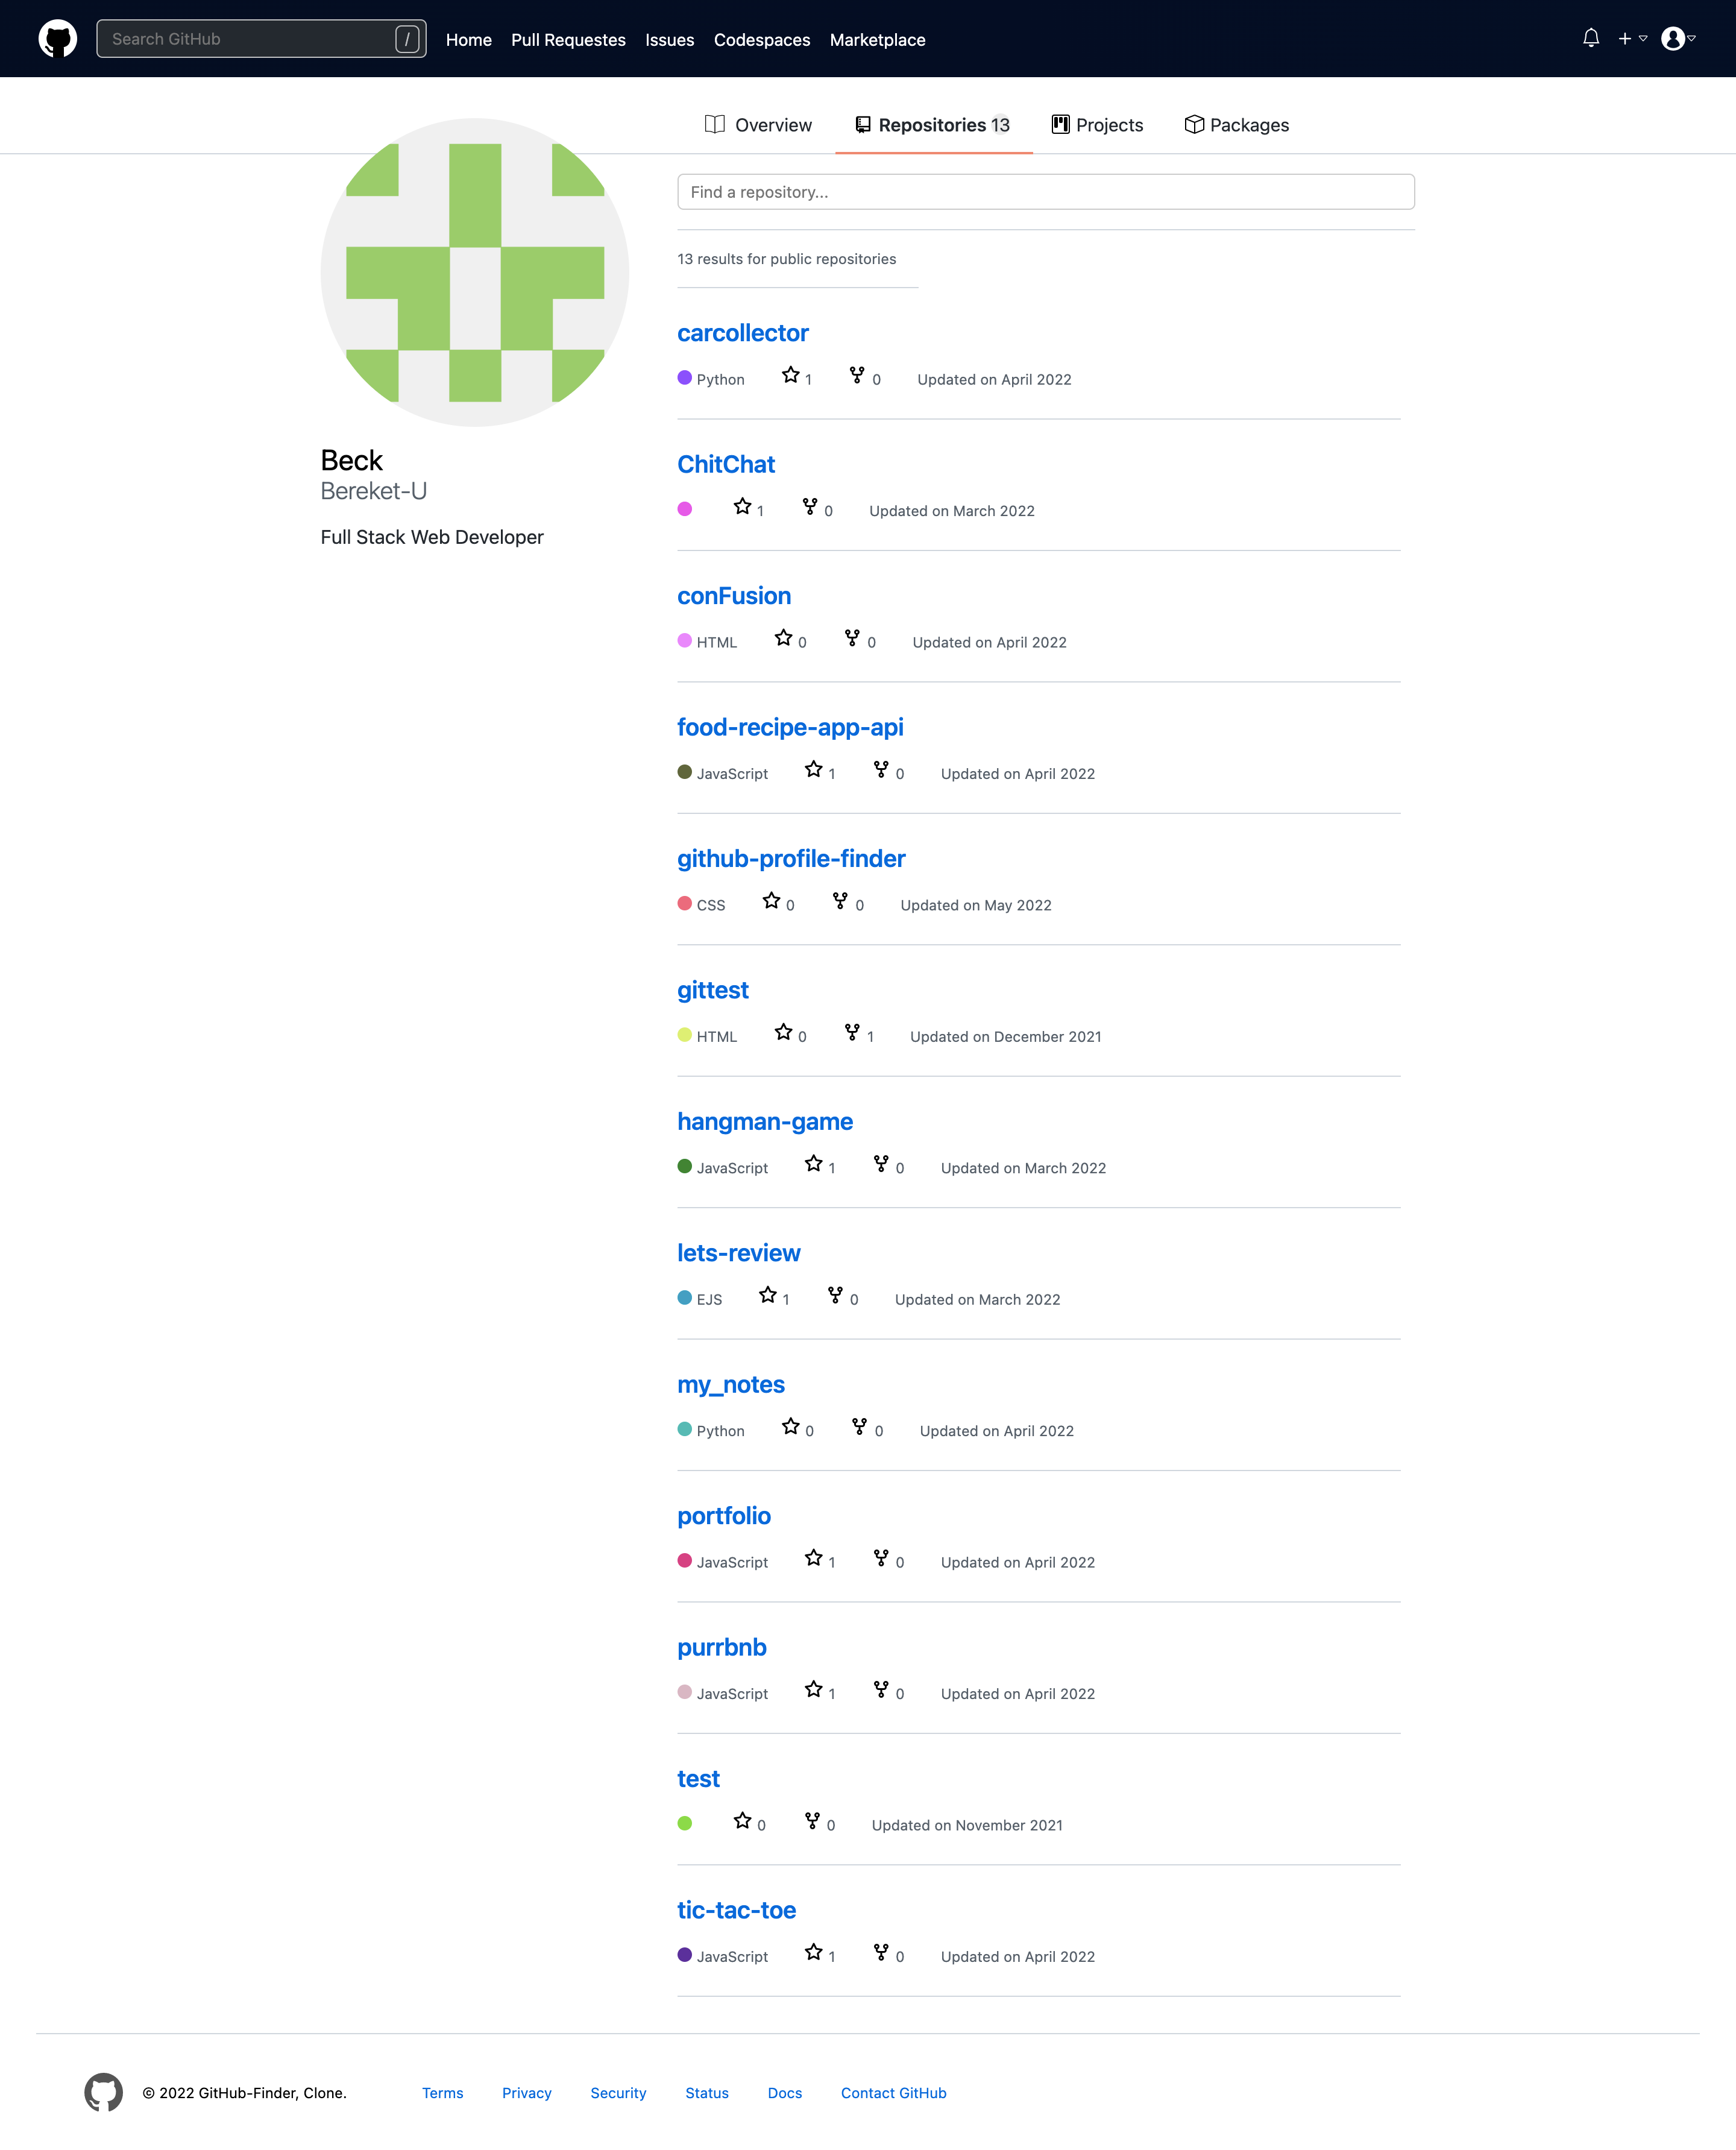 Search GitHub /
Home Pull Requestes Issues Codespaces Marketplace
Overview Repositories 13 Projects Packages
Beck
Bereket-U
Full Stack Web Developer
Find a repository...
13 results for public repositories
carcollector
Python 1 0 Updated on April 2022
ChitChat
1 0 Updated on March 2022
conFusion
HTML 0 0 Updated on April 2022
food-recipe-app-api
JavaScript 1 0 Updated on April 2022
github-profile-finder
CSS 0 0 Updated on May 2022
gittest
HTML 0 1 Updated on December 2021
hangman-game
JavaScript 1 0 Updated on March 2022
lets-review
EJS 1 0 Updated on March 2022
my_notes
Python 0 0 Updated on April 2022
portfolio
JavaScript 1 0 Updated on April 2022
purrbnb
JavaScript 1 0 Updated on April 2022
test
0 0 Updated on November 2021
tic-tac-toe
JavaScript 1 0 Updated on April 2022
© 2022 GitHub-Finder, Clone. Terms Privacy Security Status Docs Contact GitHub